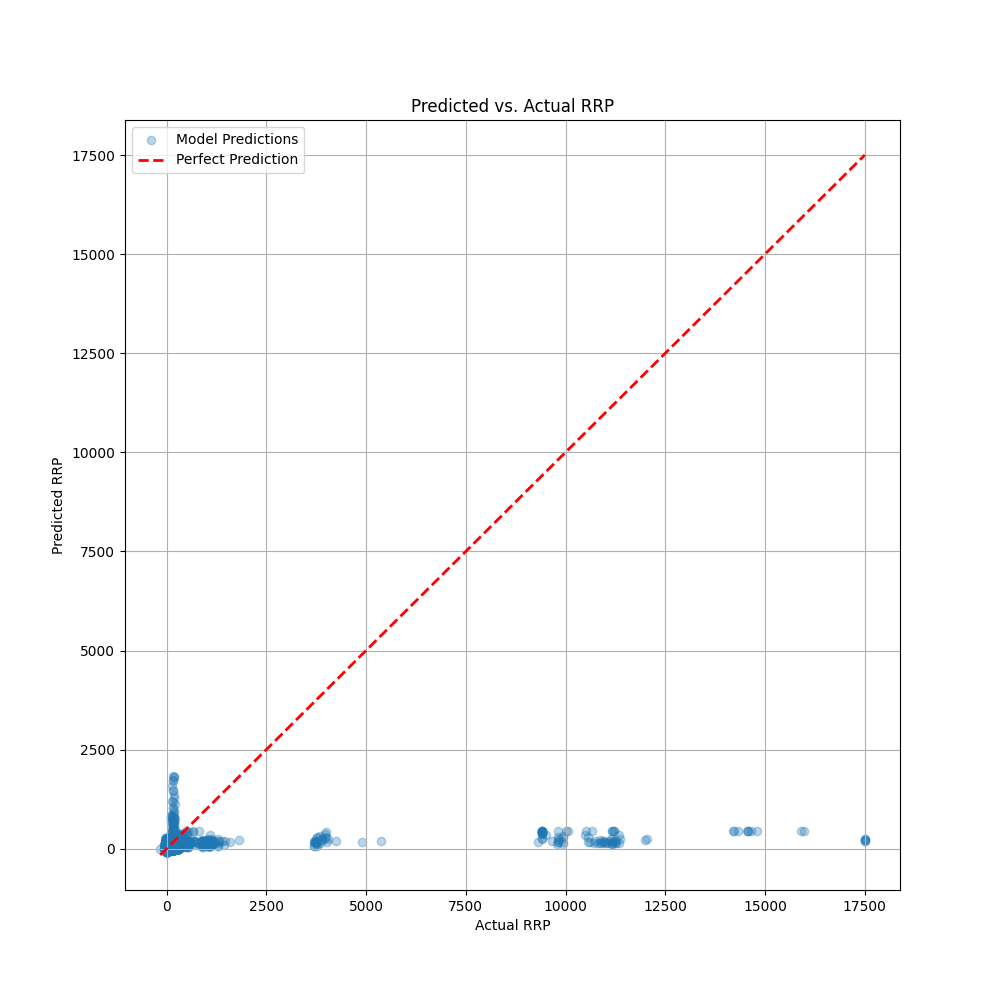 Predicted vs. Actual RRP
Model Predictions
Perfect Prediction
17500
15000
12500
10000
7500
5000
2500
0
Predicted RRP
0 2500 5000 7500 10000 12500 15000 17500
Actual RRP